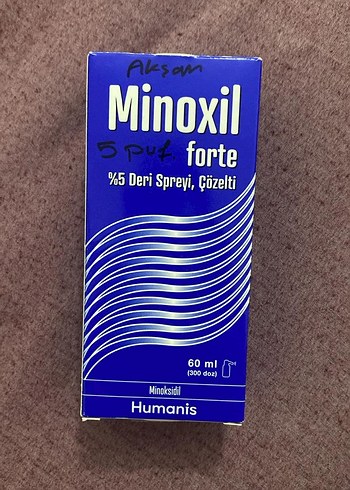 Akşam
Minoxil
5 puf. forte
%5 Deri Spreyi, Çözelti
60 ml
(300 doz)
Minoksidil
Humanis